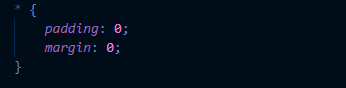 * {
padding: 0;
margin: 0;
}